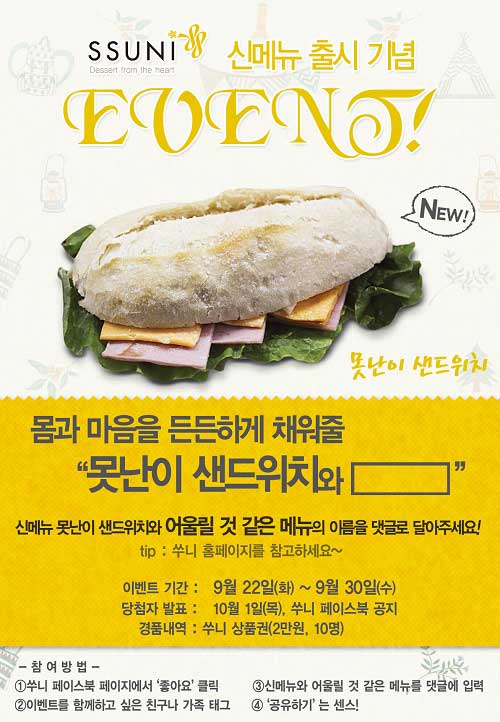 SSUNI
Dessert from the heart
신메뉴 출시 기념
EVENT!
NEW!
못난이 샌드위치
몸과 마음을 든든하게 채워줄
“못난이 샌드위치와 ”
신메뉴 못난이 샌드위치와 어울릴 것 같은 메뉴의 이름을 댓글로 달아주세요!
tip : 쑤니 홈페이지를 참고하세요~
이벤트 기간 : 9월 22일(화) ~ 9월 30일(수)
당첨자 발표 : 10월 1일(목), 쑤니 페이스북 공지
경품내역 : 쑤니 상품권(2만원, 10명)
– 참 여 방 법 –
①쑤니 페이스북 페이지에서 ‘좋아요’ 클릭
②이벤트를 함께하고 싶은 친구나 가족 태그
③신메뉴와 어울릴 것 같은 메뉴를 댓글에 입력
④ ‘공유하기’ 는 센스!